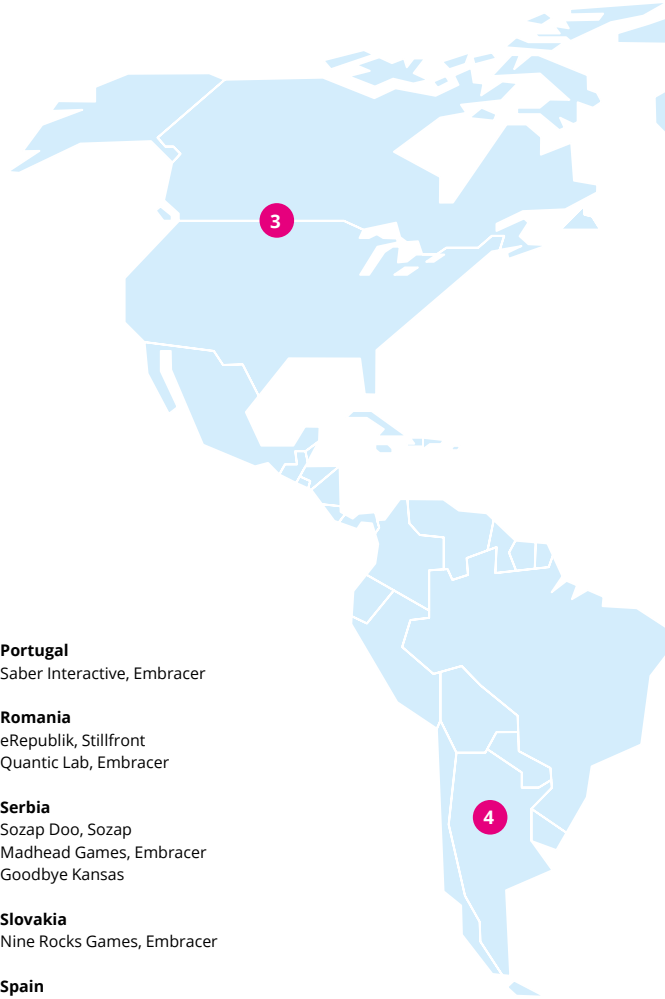 3
4
Portugal
Saber Interactive, Embracer
Romania
eRepublik, Stillfront
Quantic Lab, Embracer
Serbia
Sozap Doo, Sozap
Madhead Games, Embracer
Goodbye Kansas
Slovakia
Nine Rocks Games, Embracer
Spain